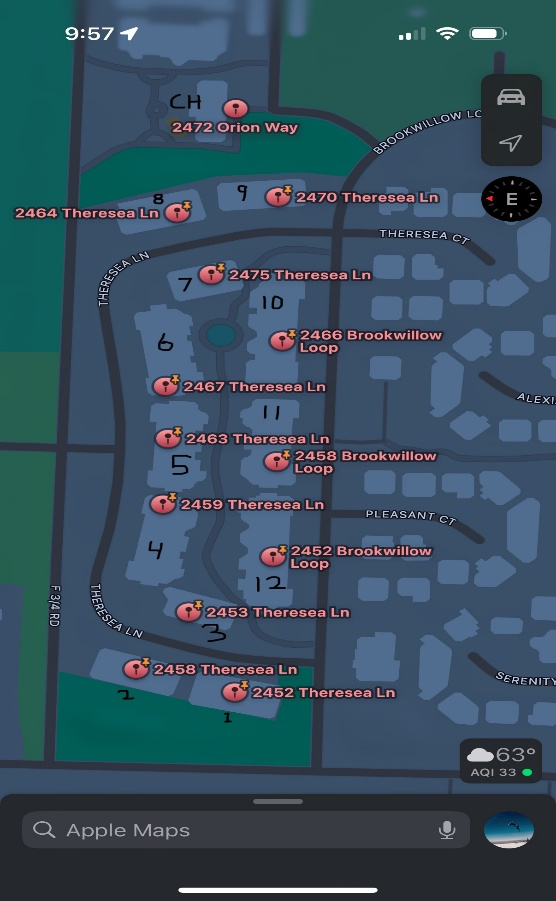 9:57
CH
2472 Orion Way
BROOKWILLOW LO
E
8
9
2470 Theresea Ln
2464 Theresea Ln
THERESEA CT
THERESEA LN
2475 Theresea Ln
7
10
6
2466 Brookwillow
Loop
2467 Theresea Ln
ALEXI
11
2463 Theresea Ln
2458 Brookwillow
Loop
5
2459 Theresea Ln
PLEASANT CT
4
2452 Brookwillow
Loop
12
F 3/4 RD
THERESEA LN
2453 Theresea Ln
3
2458 Theresea Ln
SERENITY
2
2452 Theresea Ln
1
63°
AQI 33
Apple Maps